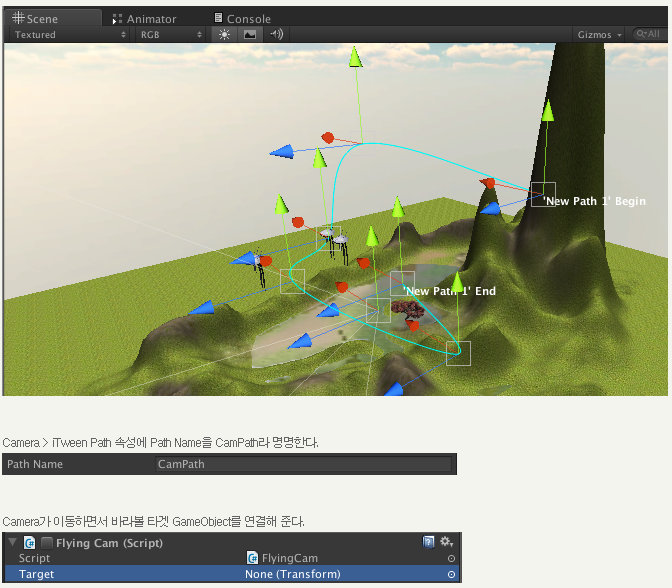 Scene Animator Console
Textured RGB Gizmos All
'New Path 1' Begin
'New Path 1' End
Camera > iTween Path 속성에 Path Name을 CamPath라 명명한다.
Path Name CamPath
Camera가 이동하면서 바라볼 타겟 GameObject를 연결해 준다.
Flying Cam (Script)
Script FlyingCam
Target None (Transform)